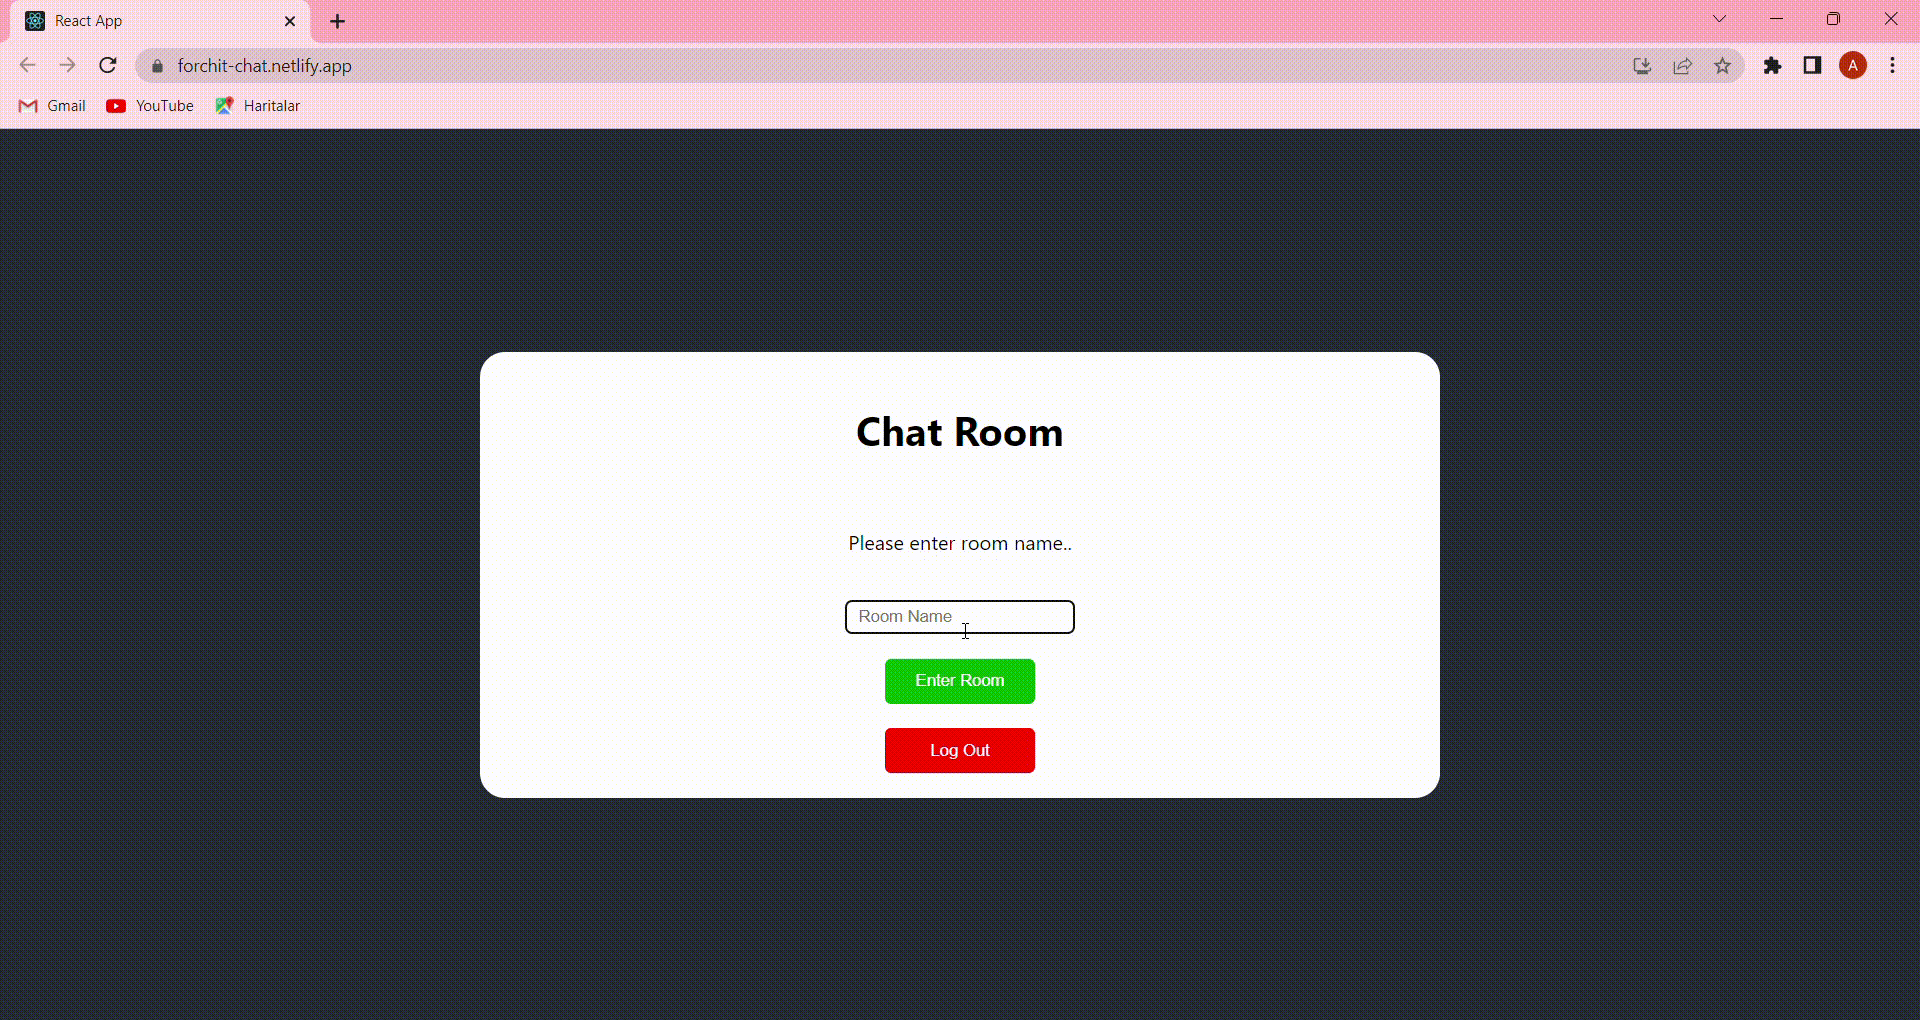 React App
forchit-chat.netlify.app
A
Gmail YouTube Haritalar
Chat Room
Please enter room name..
Room Name
Enter Room
Log Out